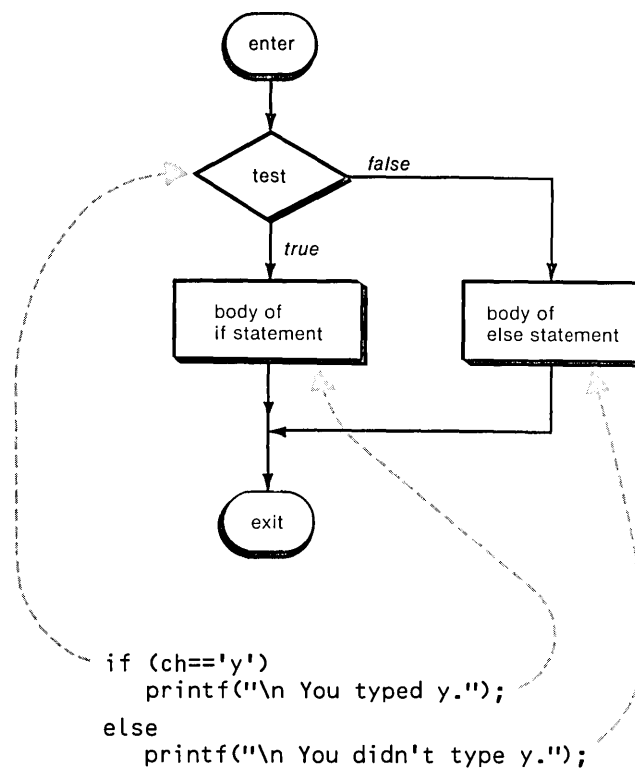 enter
test
false
true
body of
if statement
body of
else statement
exit
if (ch=='y')
printf("\n You typed y.");
else
printf("\n You didn't type y.");